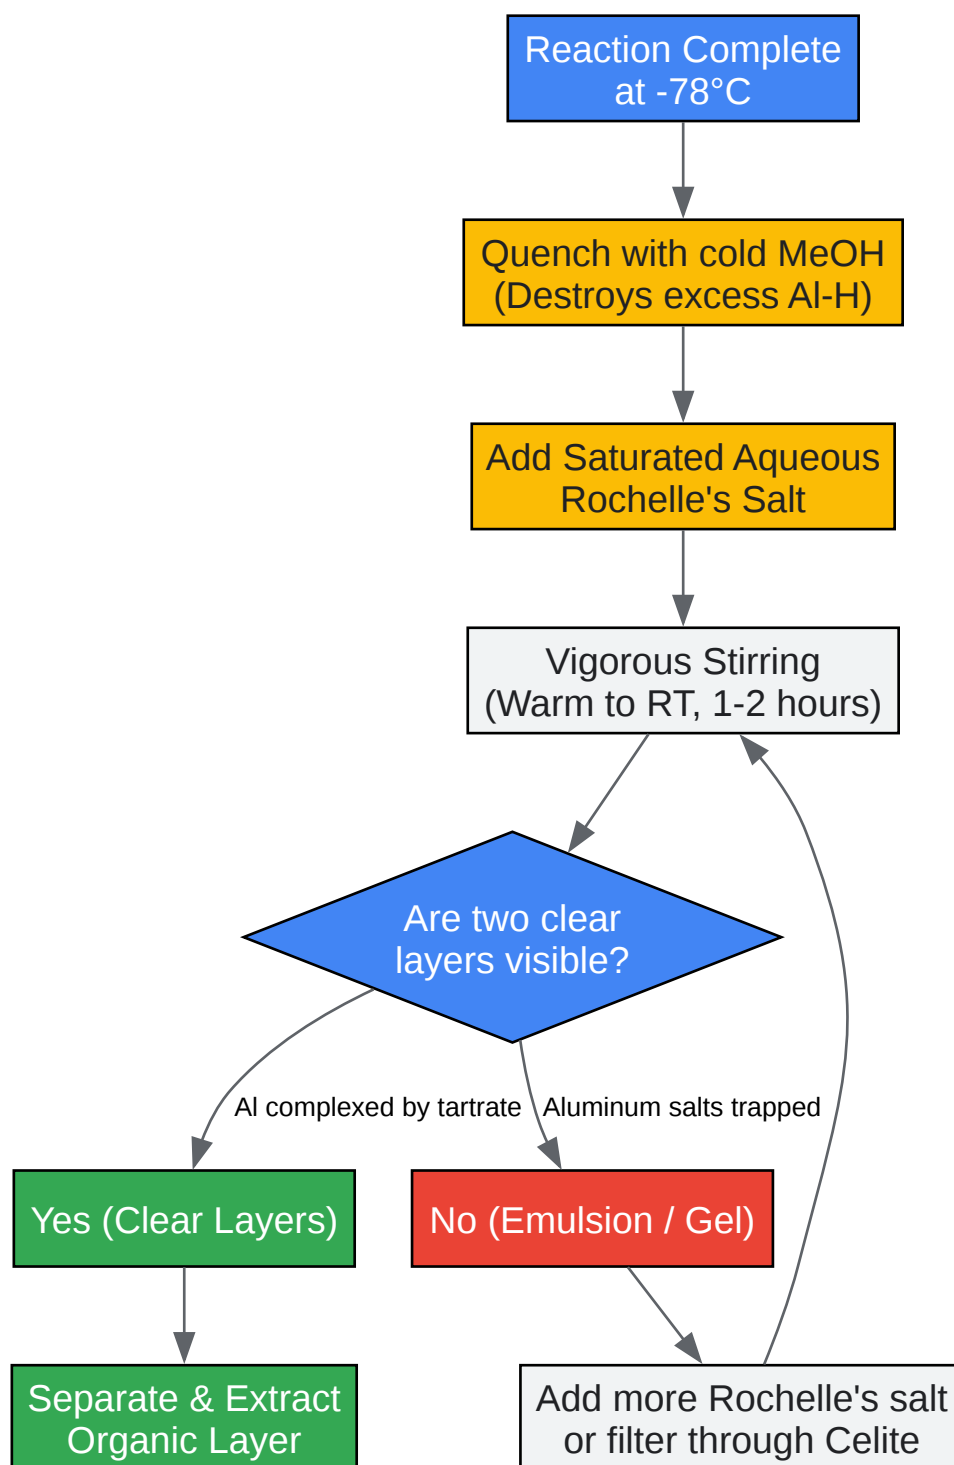 Reaction Complete
at -78°C
Quench with cold MeOH
(Destroys excess Al-H)
Add Saturated Aqueous
Rochelle's Salt
Vigorous Stirring
(Warm to RT, 1-2 hours)
Are two clear
layers visible?
Al complexed by tartrate
Aluminum salts trapped
Yes (Clear Layers)
No (Emulsion / Gel)
Separate & Extract
Organic Layer
Add more Rochelle's salt
or filter through Celite